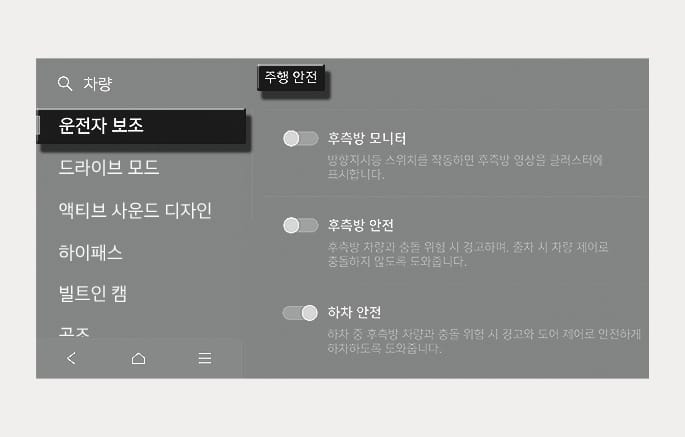 차량
운전자 보조
드라이브 모드
액티브 사운드 디자인
하이패스
빌트인 캠
공조
주행 안전
후측방 모니터
방향지시등 스위치를 작동하면 후측방 영상을 클러스터에
표시합니다.
후측방 안전
후측방 차량과 충돌 위험 시 경고하며, 출차 시 차량 제어로
충돌하지 않도록 도와줍니다.
하차 안전
하차 중 후측방 차량과 충돌 위험 시 경고와 도어 제어로 안전하게
하차하도록 도와줍니다.